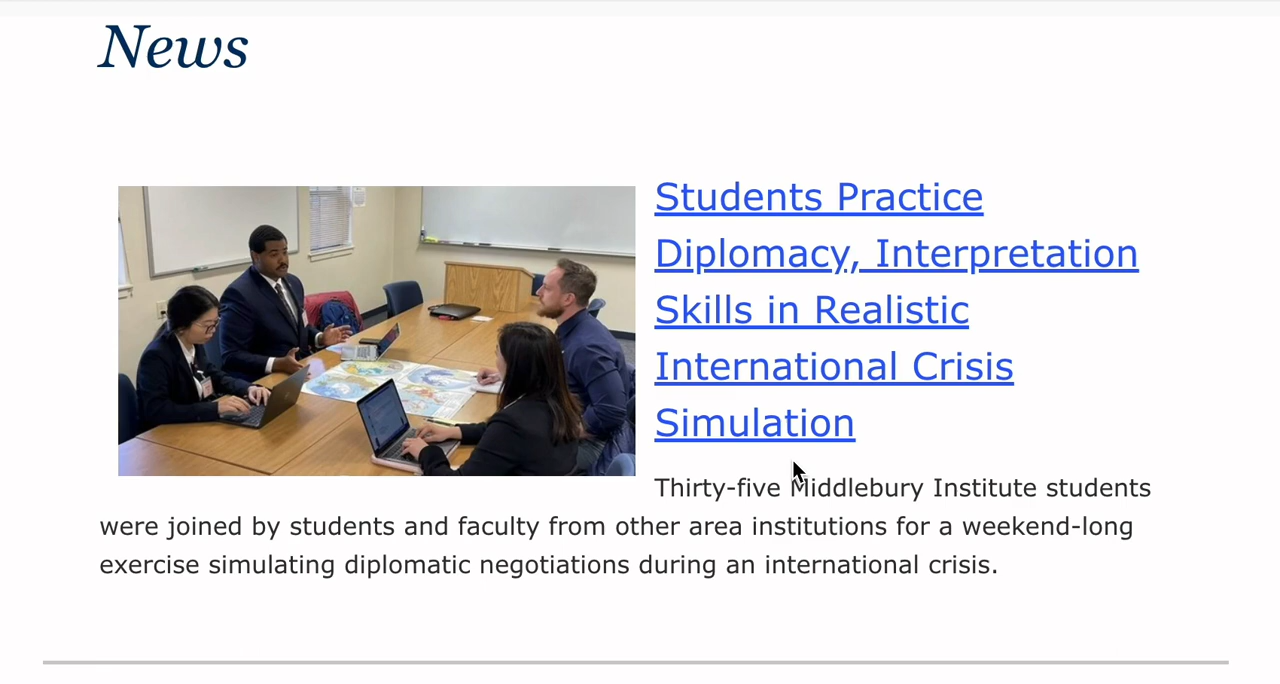 News
Students Practice
Diplomacy, Interpretation
Skills in Realistic
International Crisis
Simulation
Thirty-five Middlebury Institute students
were joined by students and faculty from other area institutions for a weekend-long
exercise simulating diplomatic negotiations during an international crisis.